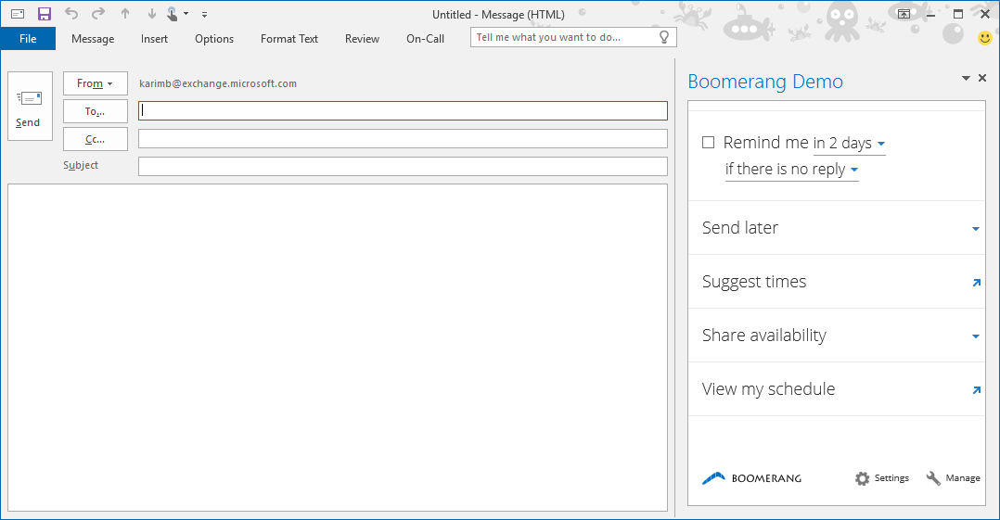 Untitled - Message (HTML)
File Message Insert Options Format Text Review On-Call Tell me what you want to do...
Send
From karimb@exchange.microsoft.com
To...
Cc...
Subject
Boomerang Demo
Remind me in 2 days
if there is no reply
Send later
Suggest times
Share availability
View my schedule
BOOMERANG Settings Manage